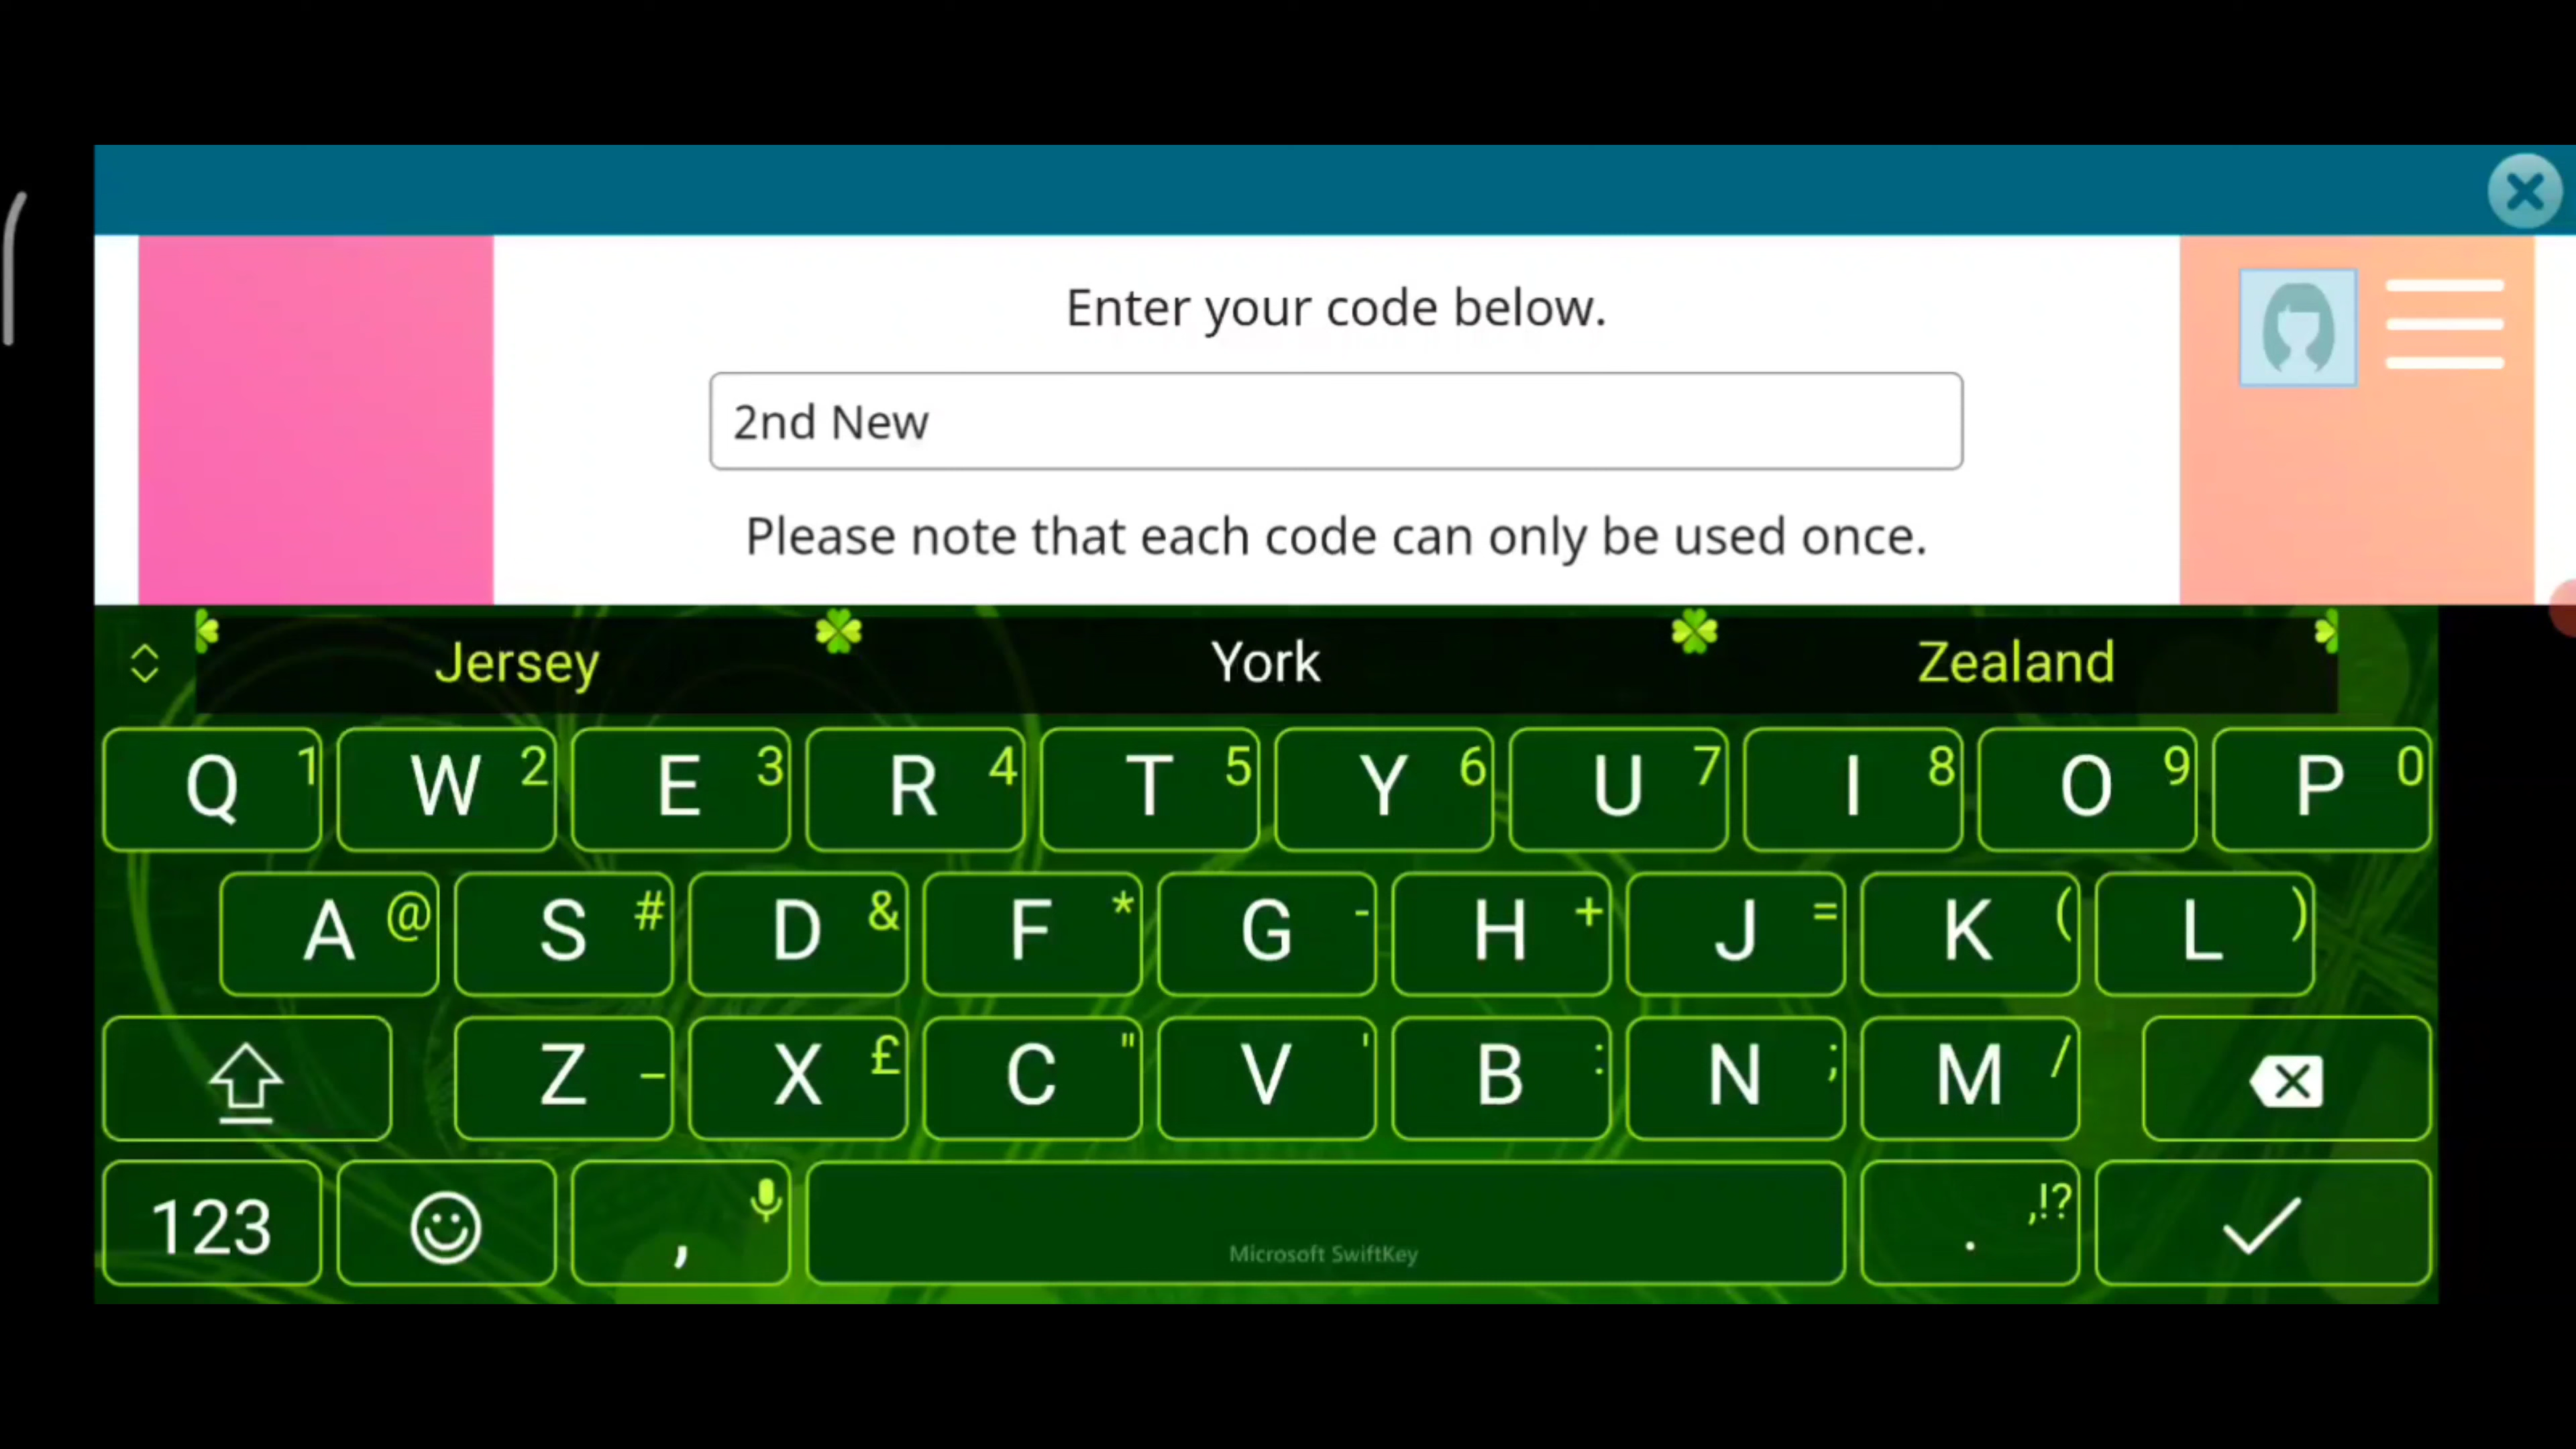 Enter your code below.
2nd New
Please note that each code can only be used once.
Jersey York Zealand
Q 1 W 2 E 3 R 4 T 5 Y 6 U 7 I 8 O 9 P 0
A @ S # D & F * G - H + J = K ( L )
Z _ X £ C " V ' B : N ; M /
123 , Microsoft SwiftKey . ,!?